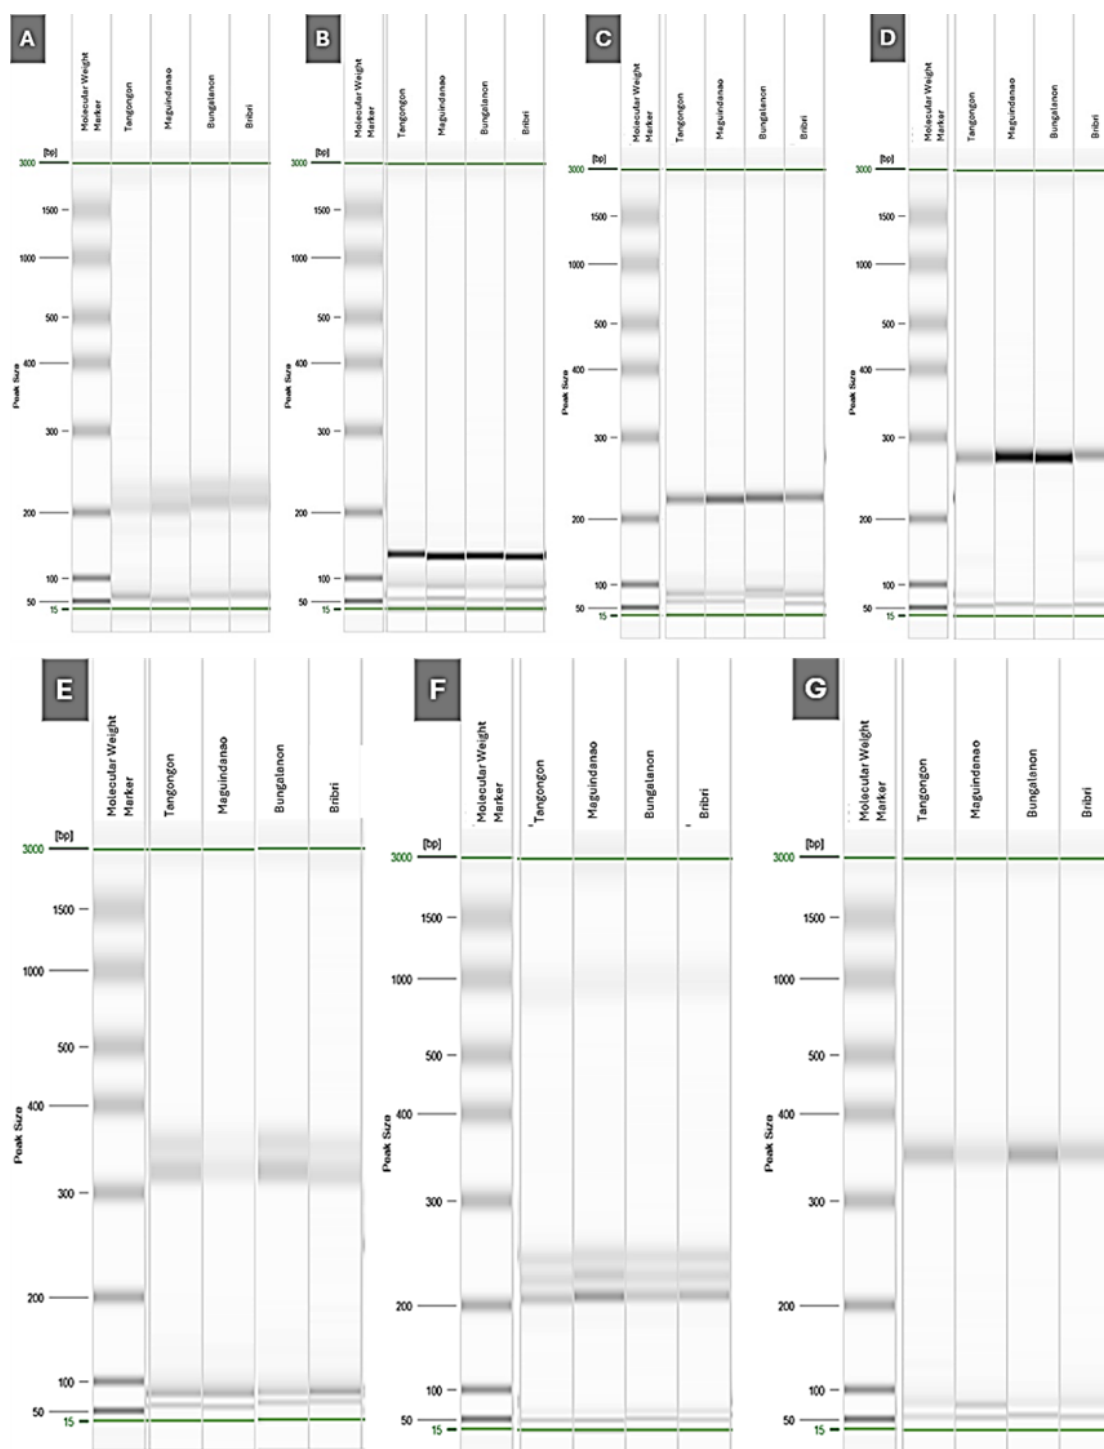 A
Molecular Weight
Marker
Tangongon
Maguindanao
Bungalanon
Bribri
[bp]
3000
1500
1000
500
400
300
200
100
50
15
Peak Size
B
Molecular Weight
Marker
Tangongon
Maguindanao
Bungalanon
Bribri
[bp]
3000
1500
1000
500
400
300
200
100
50
15
Peak Size
C
Molecular Weight
Marker
Tangongon
Maguindanao
Bungalanon
Bribri
[bp]
3000
1500
1000
500
400
300
200
100
50
15
Peak Size
D
Molecular Weight
Marker
Tangongon
Maguindanao
Bungalanon
Bribri
[bp]
3000
1500
1000
500
400
300
200
100
50
15
Peak Size
E
Molecular Weight
Marker
Tangongon
Maguindanao
Bungalanon
Bribri
[bp]
3000
1500
1000
500
400
300
200
100
50
15
Peak Size
F
Molecular Weight
Marker
Tangongon
Maguindanao
Bungalanon
Bribri
[bp]
3000
1500
1000
500
400
300
200
100
50
15
Peak Size
G
Molecular Weight
Marker
Tangongon
Maguindanao
Bungalanon
Bribri
[bp]
3000
1500
1000
500
400
300
200
100
50
15
Peak Size